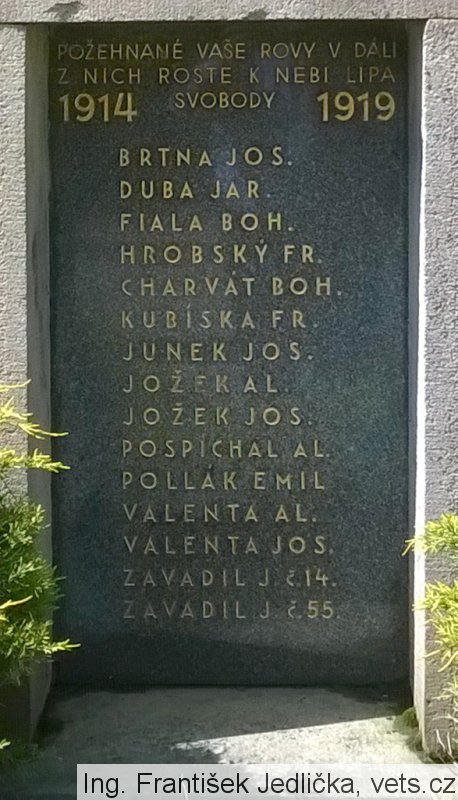 POŽEHNANÉ VAŠE ROVY V DÁLI
Z NICH ROSTE K NEBI LÍPA
1914 SVOBODY 1919
BRTNA JOS.
DUBA JAR.
FIALA BOH.
HROBSKÝ FR.
CHARVÁT BOH.
KUBÍSKA FR.
JUNEK JOS.
JOŽEK AL.
JOŽEK JOS.
POSPÍCHAL AL.
POLLÁK EMIL
VALENTA AL.
VALENTA JOS.
ZAVADIL J. č.14.
ZAVADIL J. č.55.
Ing. František Jedlička, vets.cz